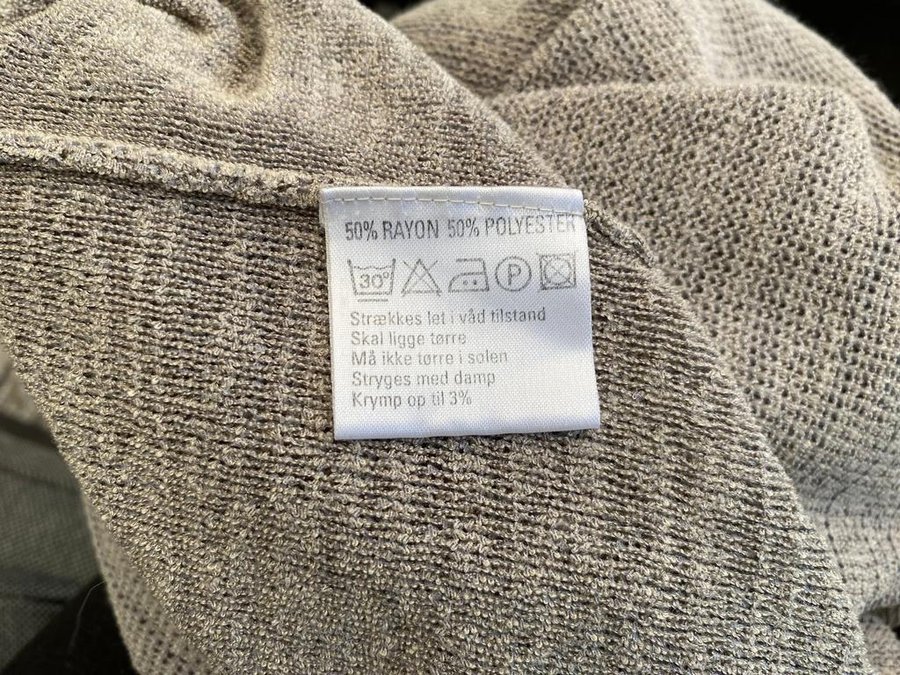 50% RAYON 50% POLYESTER
30° P
Strækkes let i våd tilstand
Skal ligge tørre
Må ikke tørre i solen
Stryges med damp
Krymp op til 3%